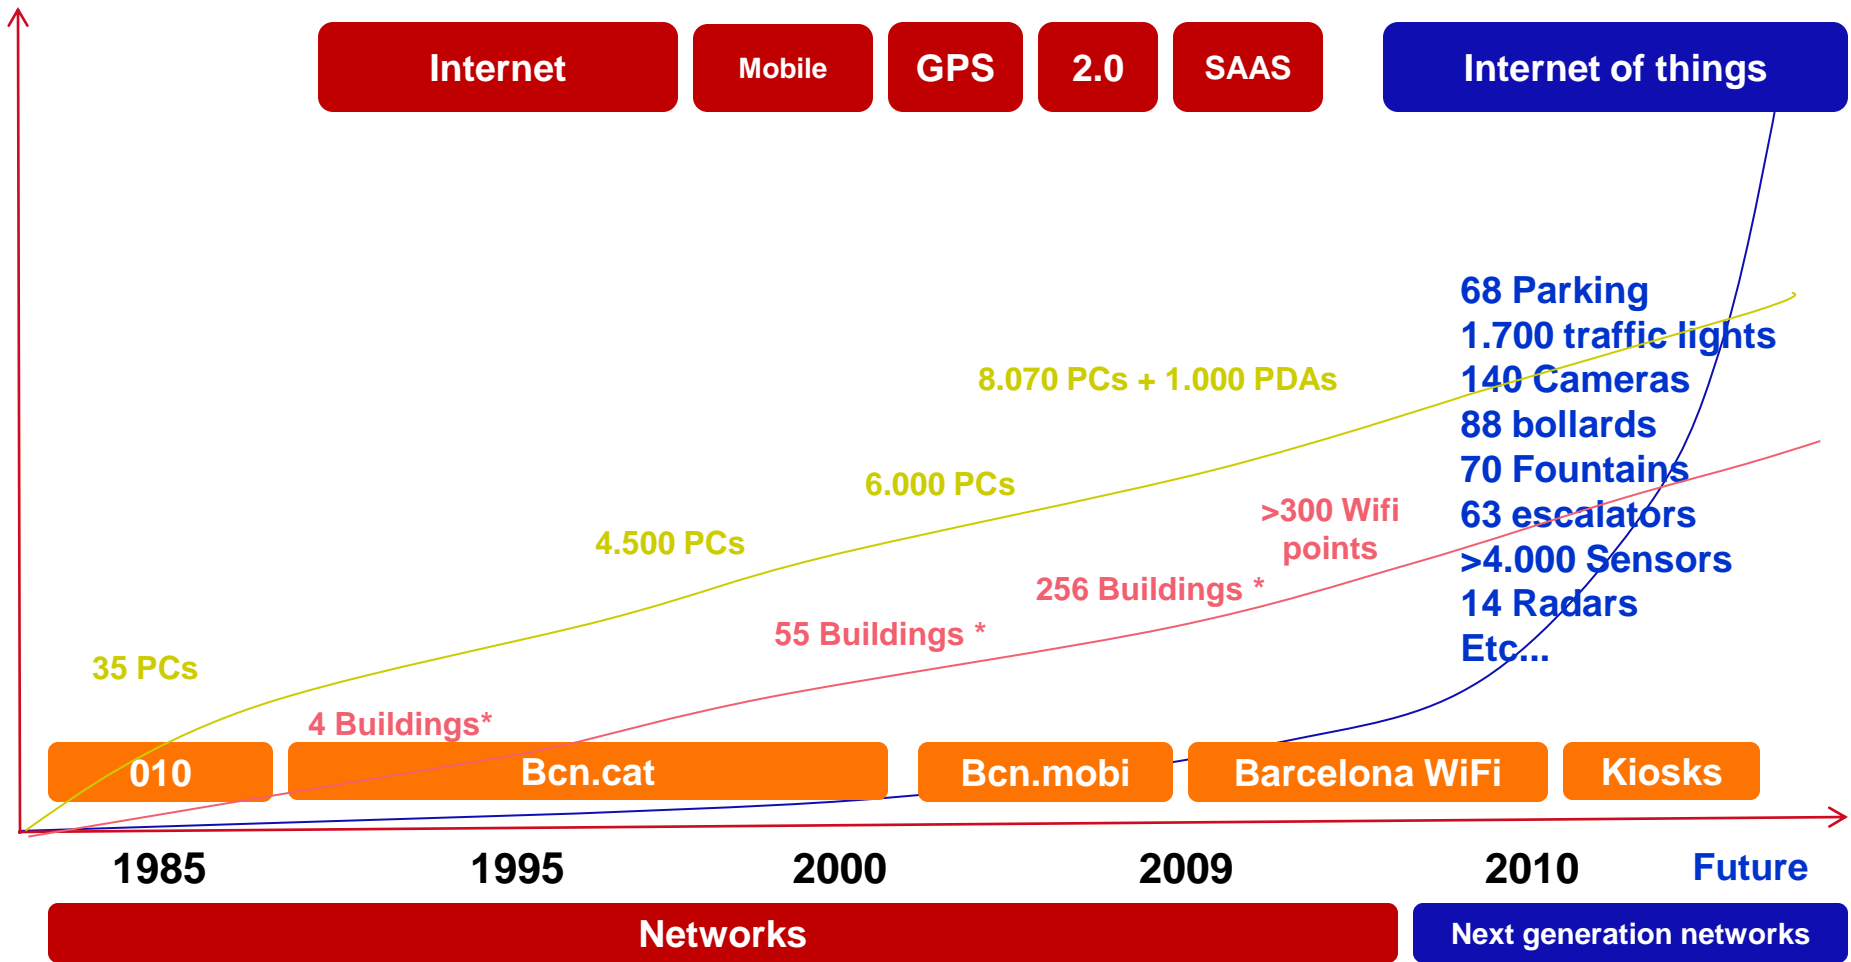 Internet
Mobile
GPS
2.0
SAAS
Internet of things
68 Parking
1.700 traffic lights
140 Cameras
88 bollards
70 Fountains
63 escalators
>4.000 Sensors
14 Radars
Etc...
8.070 PCs + 1.000 PDAs
6.000 PCs
4.500 PCs
35 PCs
>300 Wifi
points
256 Buildings *
55 Buildings *
4 Buildings*
010
Bcn.cat
Bcn.mobi
Barcelona WiFi
Kiosks
1985
1995
2000
2009
2010
Future
Networks
Next generation networks